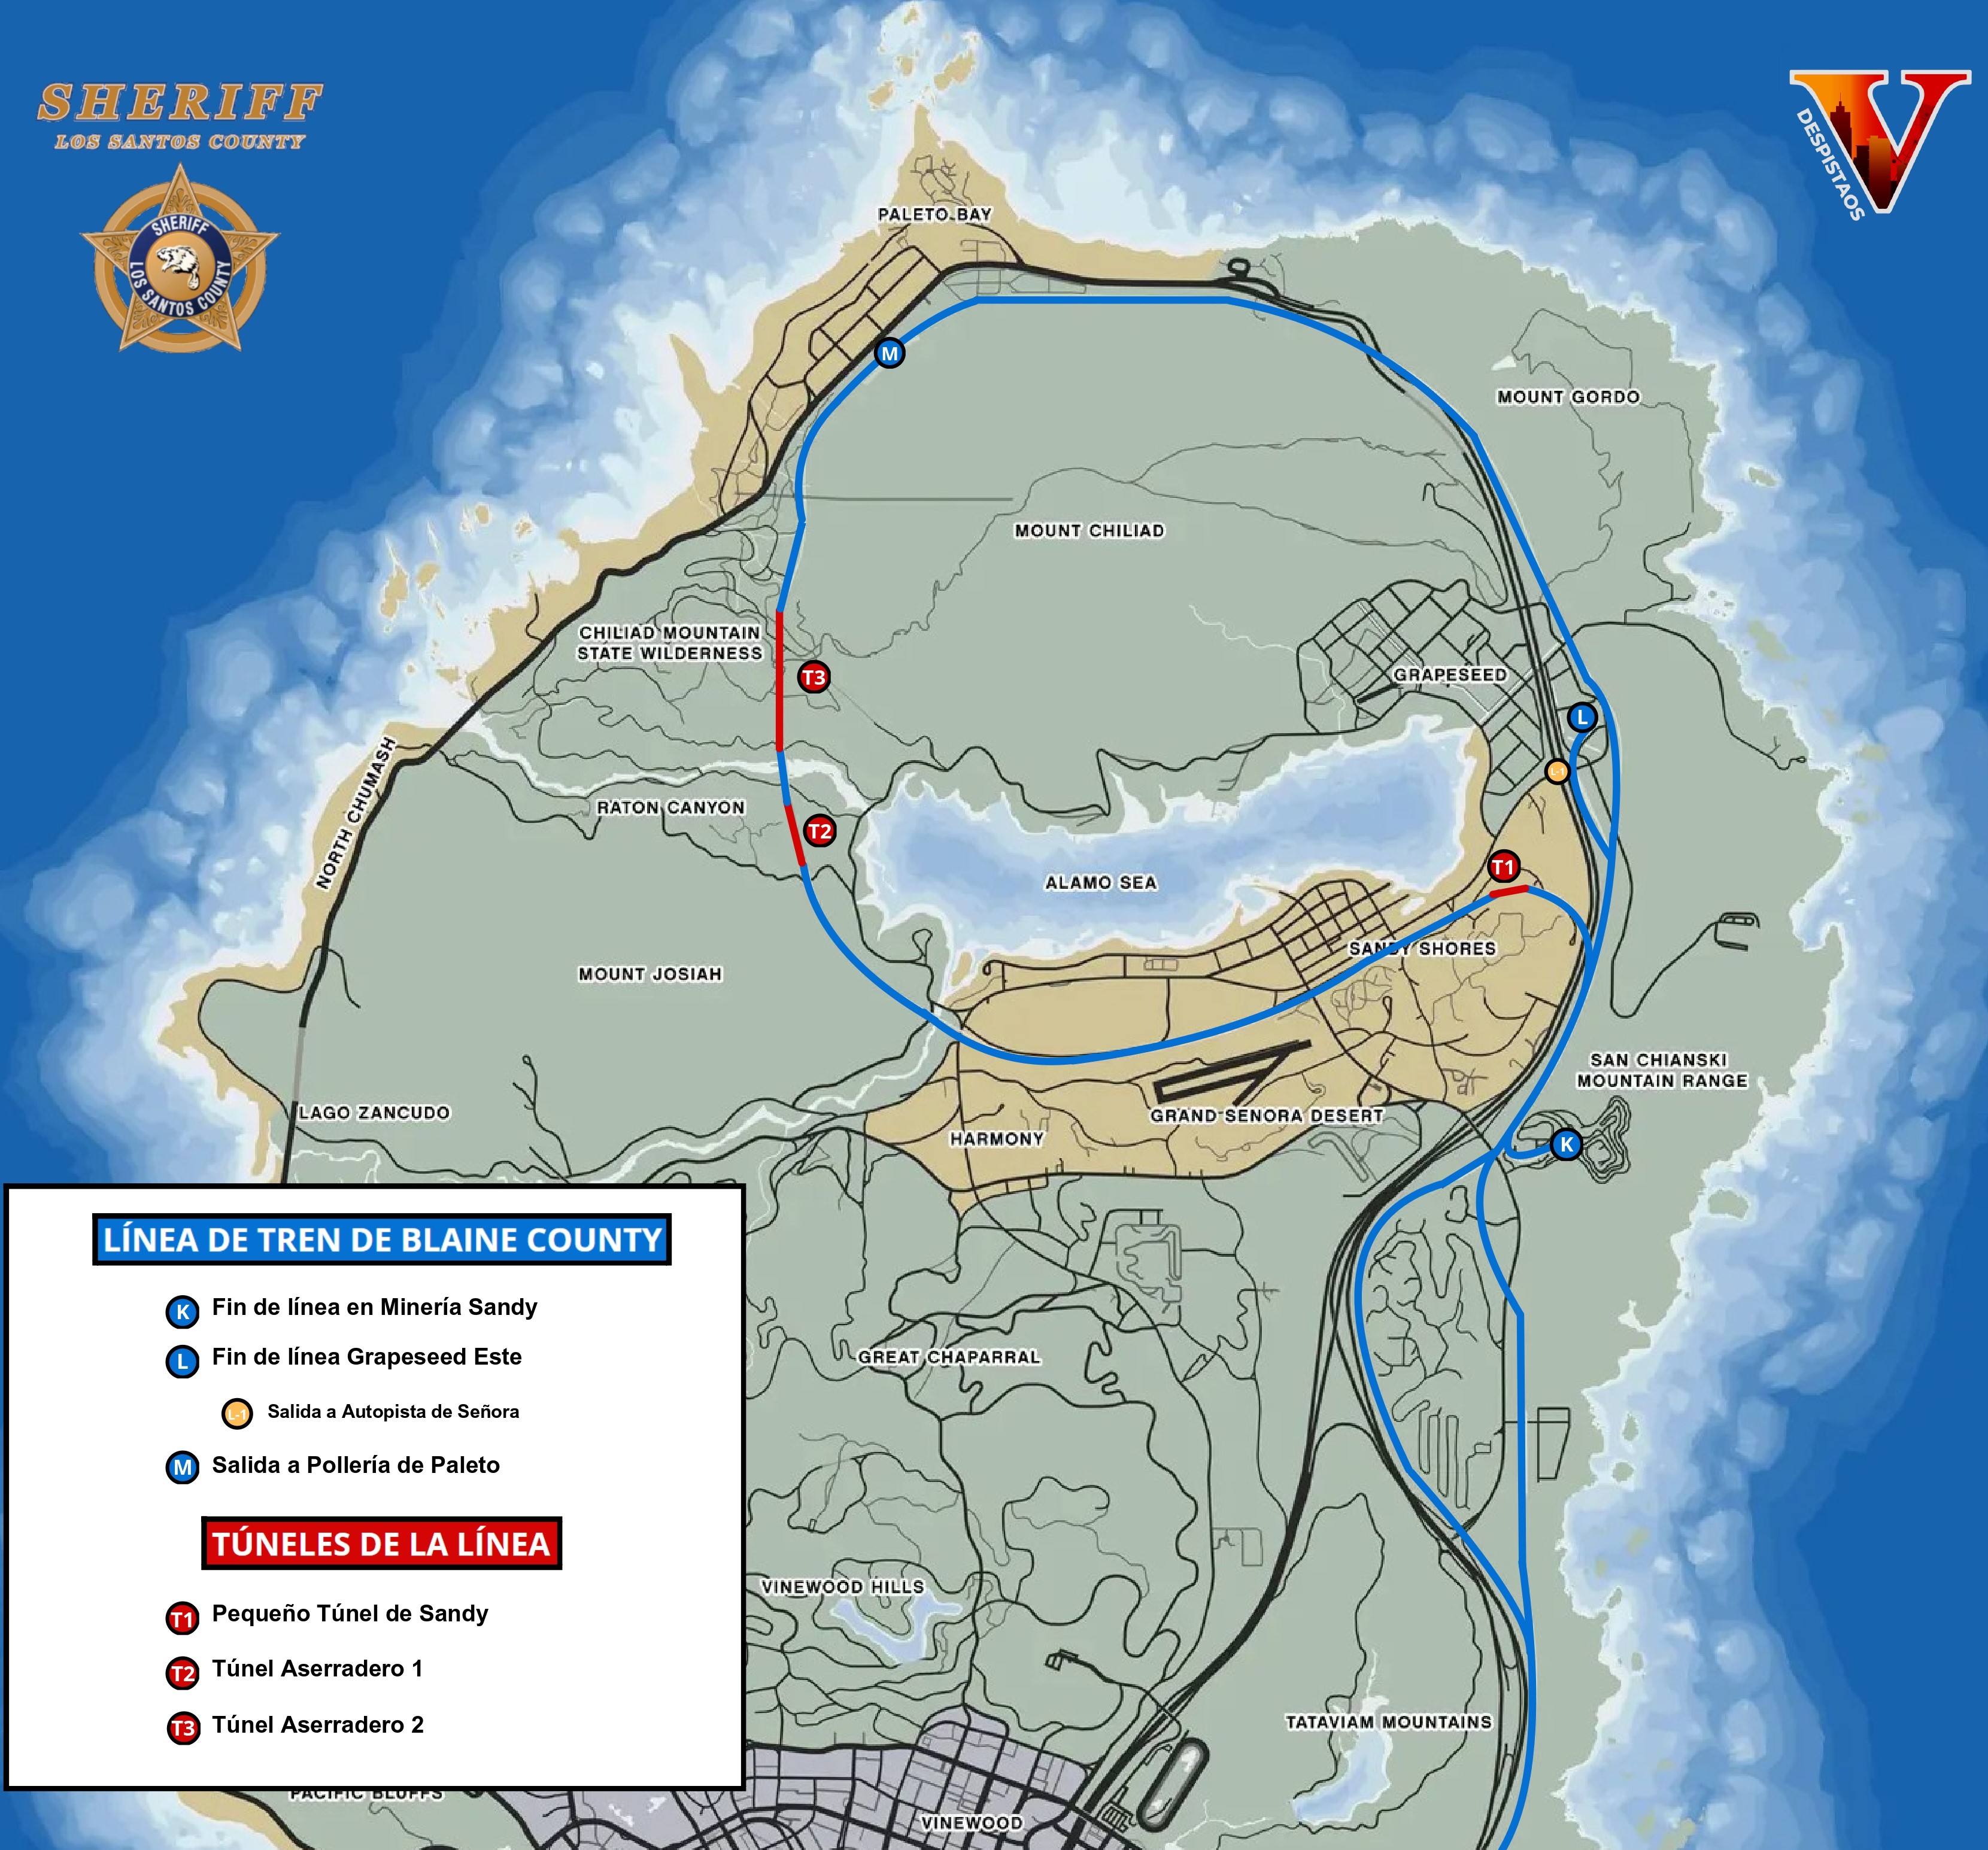 SHERIFF
LOS SANTOS COUNTY
SHERIFF
LOS SANTOS COUNTY
V
DESPISTAOS
PALETO BAY
M
MOUNT GORDO
MOUNT CHILIAD
CHILIAD MOUNTAIN
STATE WILDERNESS
T3
GRAPESEED
L
L-1
NORTH CHUMASH
RATON CANYON
T2
T1
ALAMO SEA
SANDY SHORES
MOUNT JOSIAH
SAN CHIANSKI
MOUNTAIN RANGE
LAGO ZANCUDO
GRAND SENORA DESERT
HARMONY
K
LÍNEA DE TREN DE BLAINE COUNTY
K Fin de línea en Minería Sandy
L Fin de línea Grapeseed Este
L-1 Salida a Autopista de Señora
M Salida a Pollería de Paleto
TÚNELES DE LA LÍNEA
T1 Pequeño Túnel de Sandy
T2 Túnel Aserradero 1
T3 Túnel Aserradero 2
GREAT CHAPARRAL
VINEWOOD HILLS
TATAVIAM MOUNTAINS
PACIFIC BLUFFS
VINEWOOD